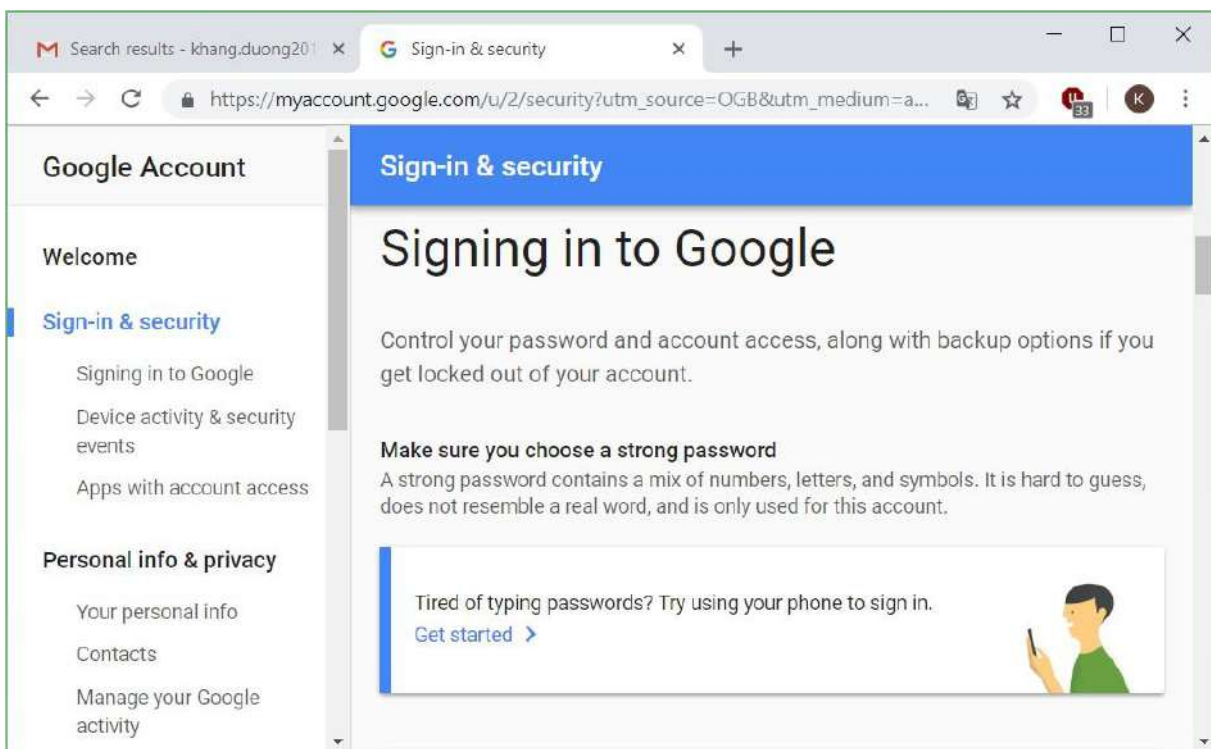 Search results - khang.duong201
Sign-in & security
https://myaccount.google.com/u/2/security?utm_source=OGB&utm_medium=a...
33
K
Google Account
Welcome
Sign-in & security
Signing in to Google
Device activity & security
events
Apps with account access
Personal info & privacy
Your personal info
Contacts
Manage your Google
activity
Sign-in & security
Signing in to Google
Control your password and account access, along with backup options if you
get locked out of your account.
Make sure you choose a strong password
A strong password contains a mix of numbers, letters, and symbols. It is hard to guess,
does not resemble a real word, and is only used for this account.
Tired of typing passwords? Try using your phone to sign in.
Get started